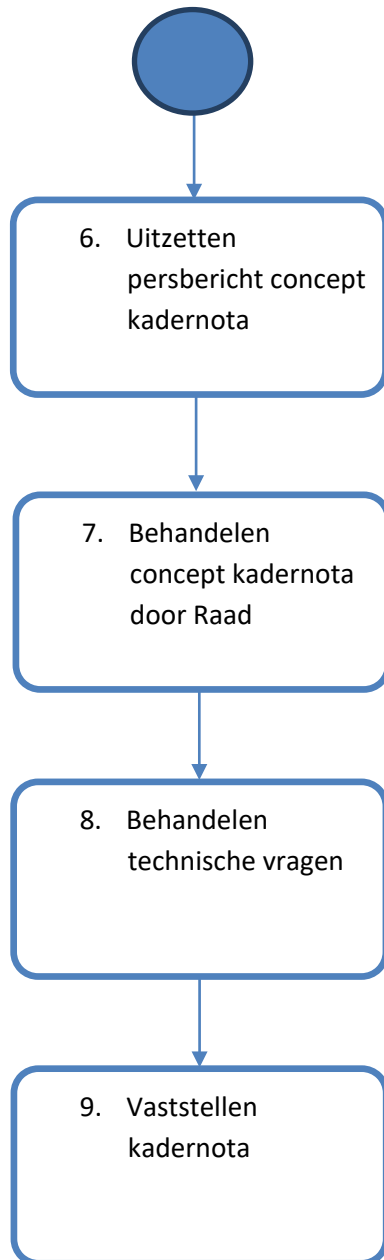 6. Uitzetten
persbericht concept
kadernota
7. Behandelen
concept kadernota
door Raad
8. Behandelen
technische vragen
9. Vaststellen
kadernota